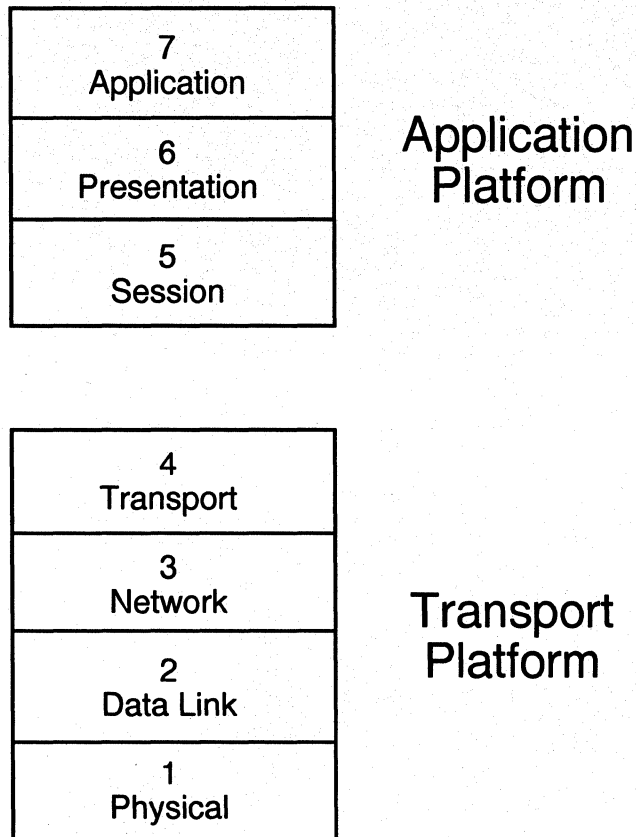 7
Application
6
Presentation
5
Session
Application
Platform
4
Transport
3
Network
2
Data Link
1
Physical
Transport
Platform